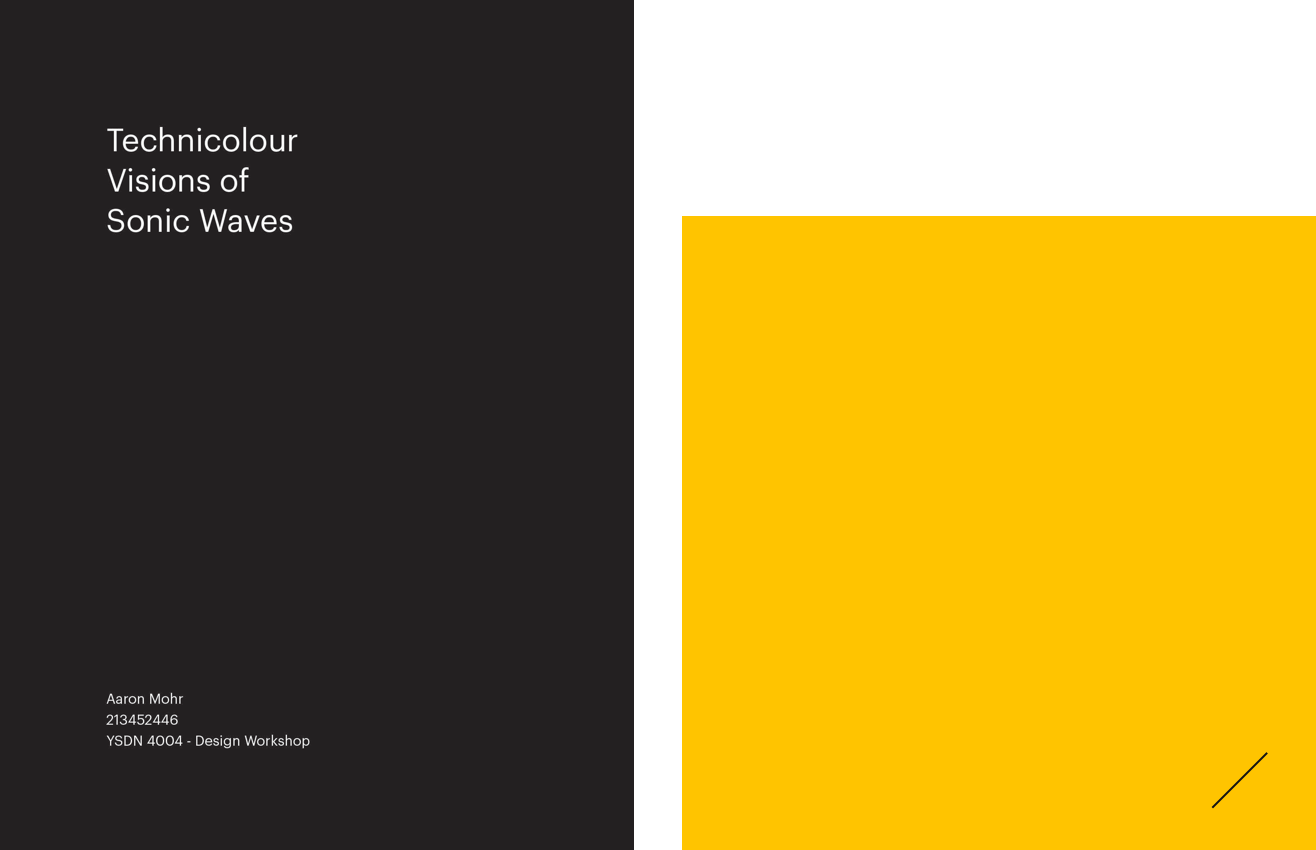 Technicolour
Visions of
Sonic Waves
Aaron Mohr
213452446
YSDN 4004 - Design Workshop